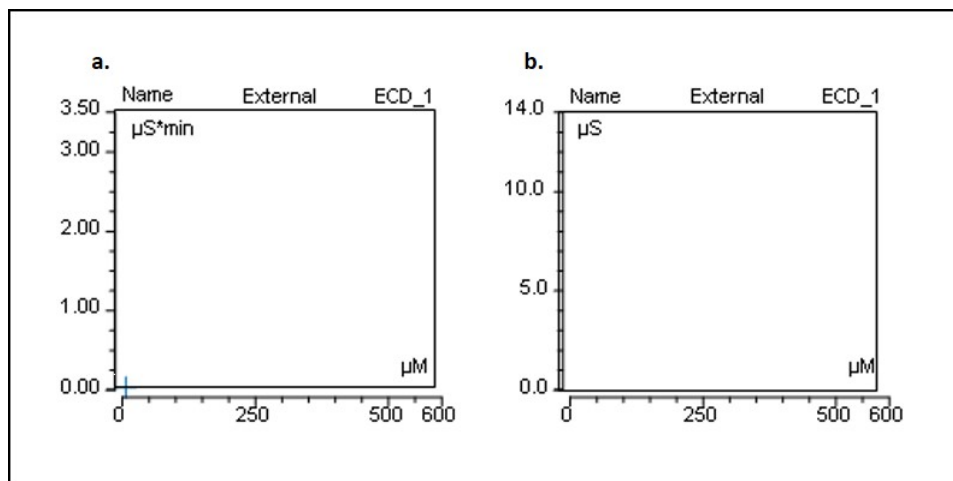 a.
Name External ECD_1
3.50
µS*min
3.00
2.00
1.00
µM
0.00
0 250 500 600
b.
Name External ECD_1
14.0
µS
10.0
5.0
µM
0.0
0 250 500 600